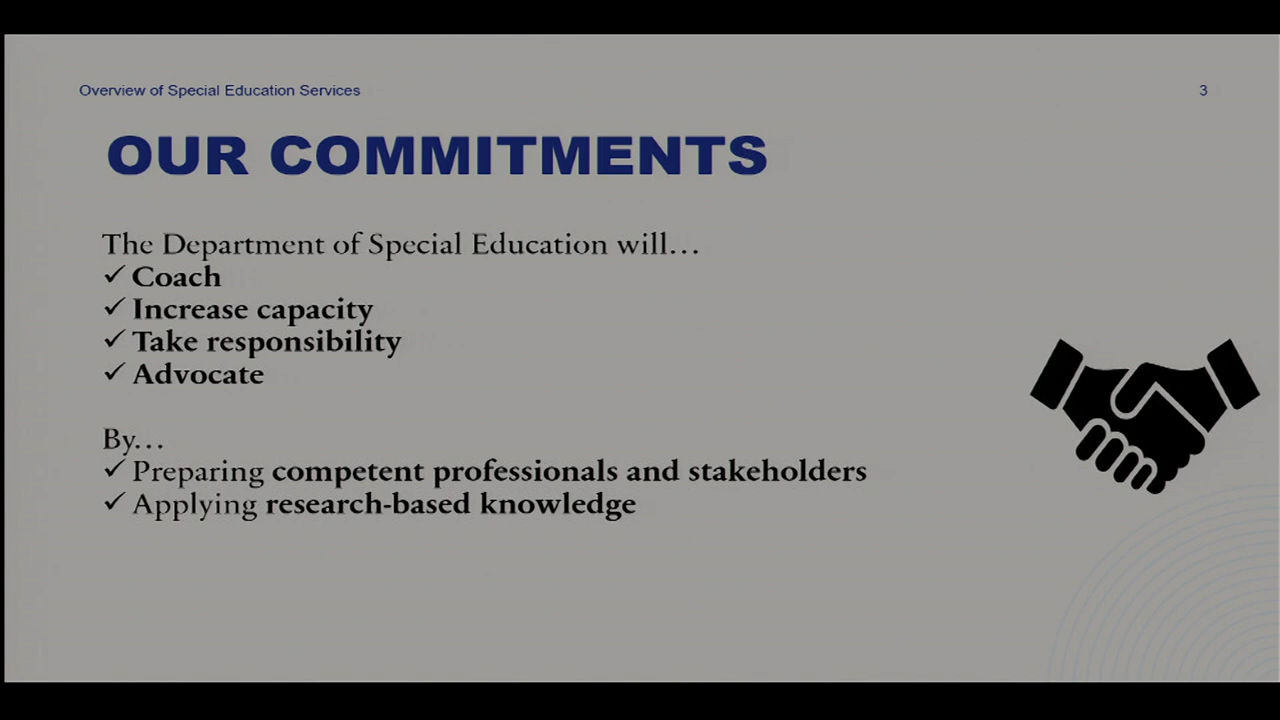 Overview of Special Education Services
3
OUR COMMITMENTS
The Department of Special Education will…
✓ Coach
✓ Increase capacity
✓ Take responsibility
✓ Advocate
By…
✓ Preparing competent professionals and stakeholders
✓ Applying research-based knowledge